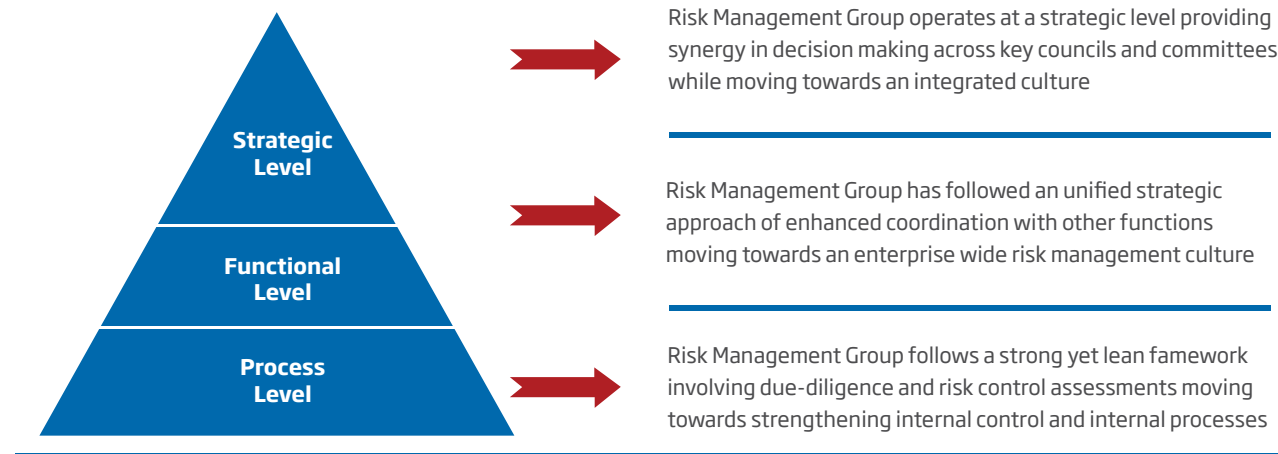 Strategic
Level
Risk Management Group operates at a strategic level providing
synergy in decision making across key councils and committees
while moving towards an integrated culture
Functional
Level
Risk Management Group has followed an unified strategic
approach of enhanced coordination with other functions
moving towards an enterprise wide risk management culture
Process
Level
Risk Management Group follows a strong yet lean famework
involving due-diligence and risk control assessments moving
towards strengthening internal control and internal processes